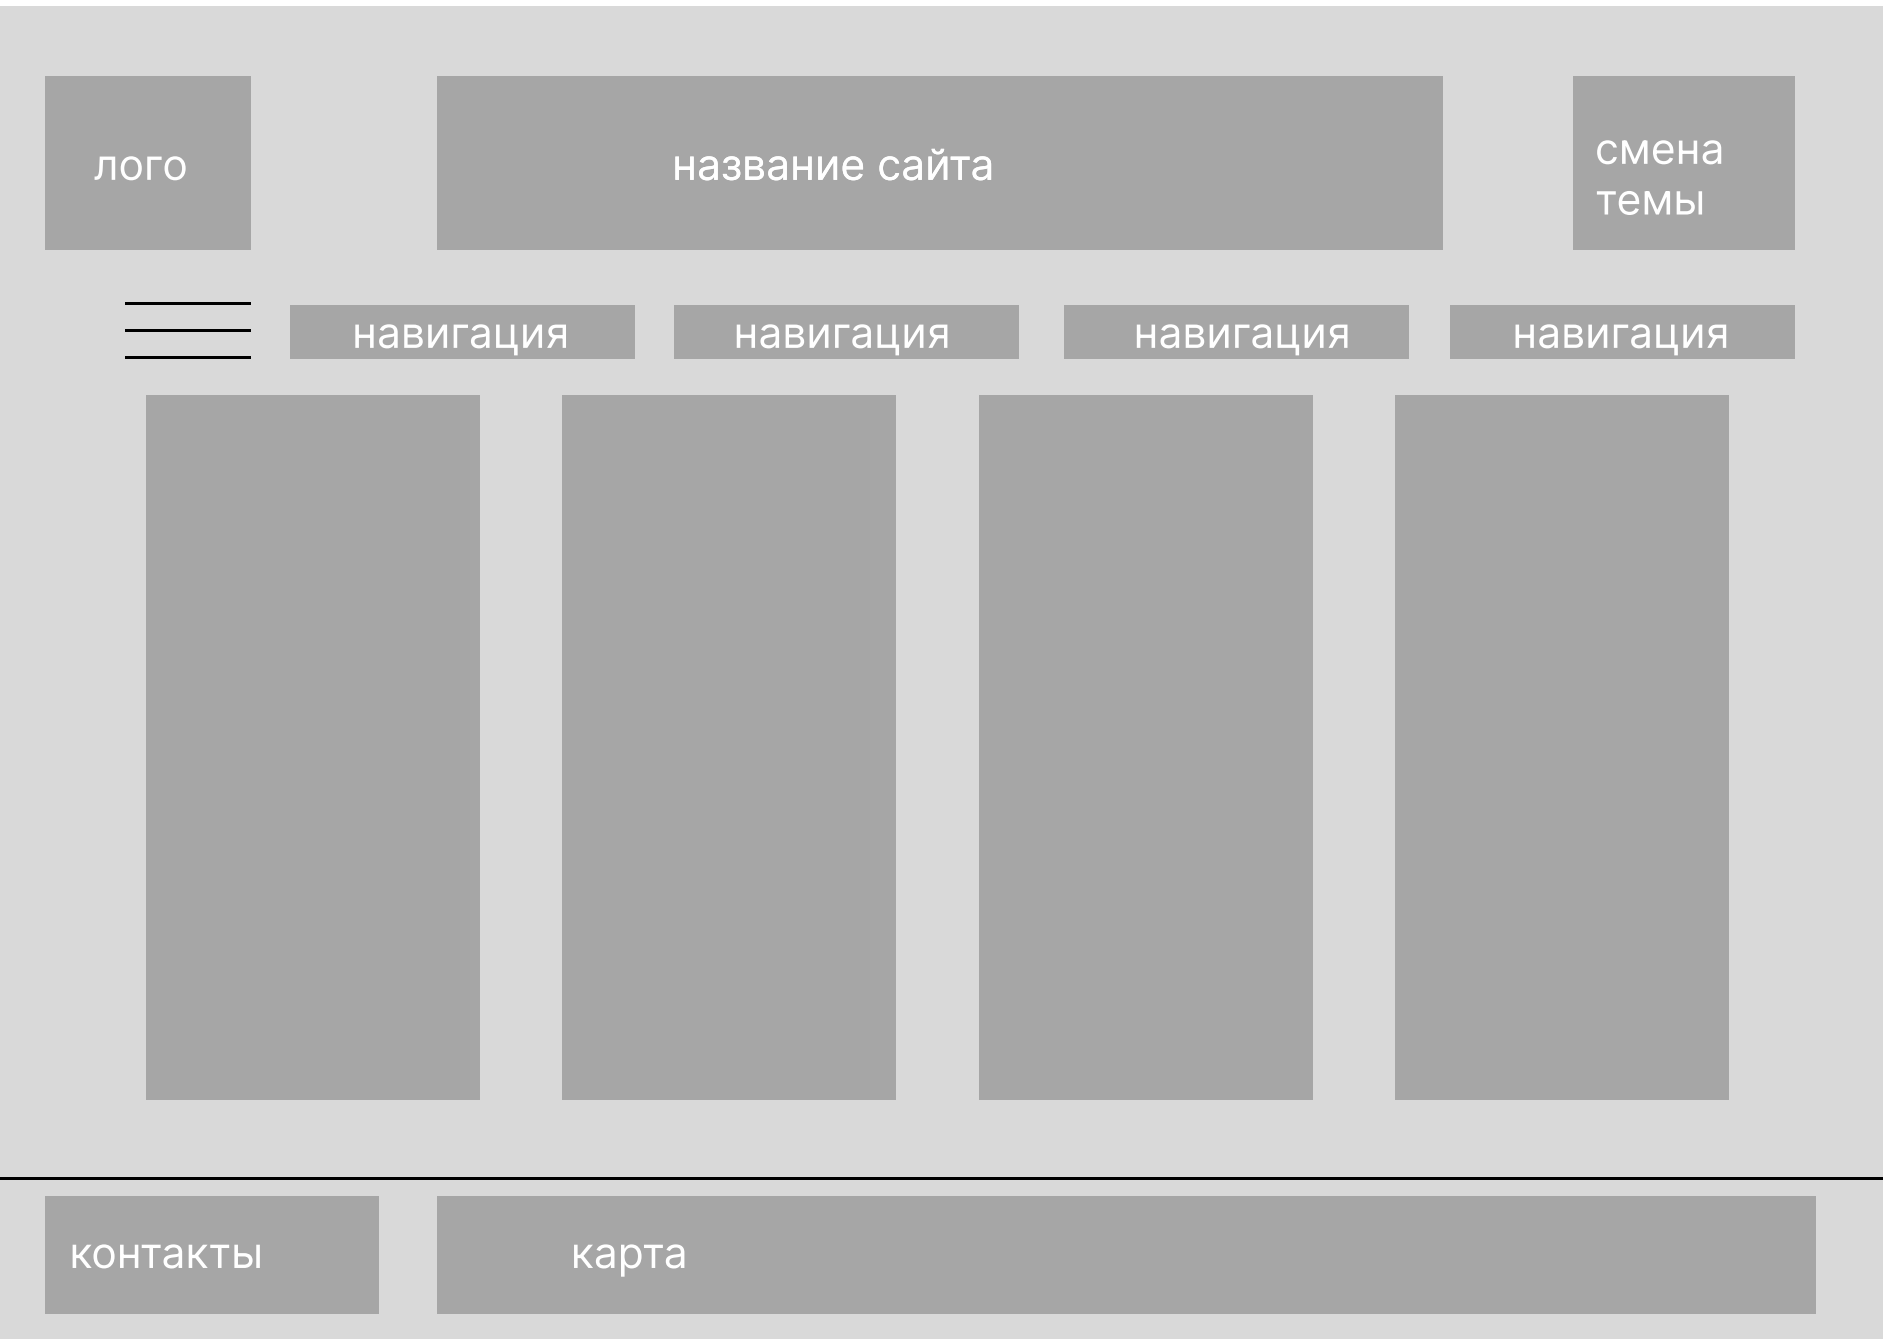 лого
название сайта
смена
темы
навигация
навигация
навигация
навигация
контакты
карта